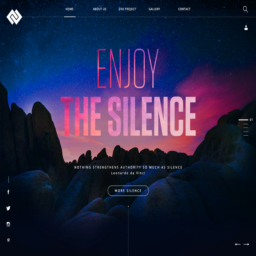 HOME ABOUT US OUR PROJECT GALLERY CONTACT
ENJOY
THE SILENCE
NOTHING STRENGTHENS AUTHORITY SO MUCH AS SILENCE
Leonardo da Vinci
MORE SILENCE
01